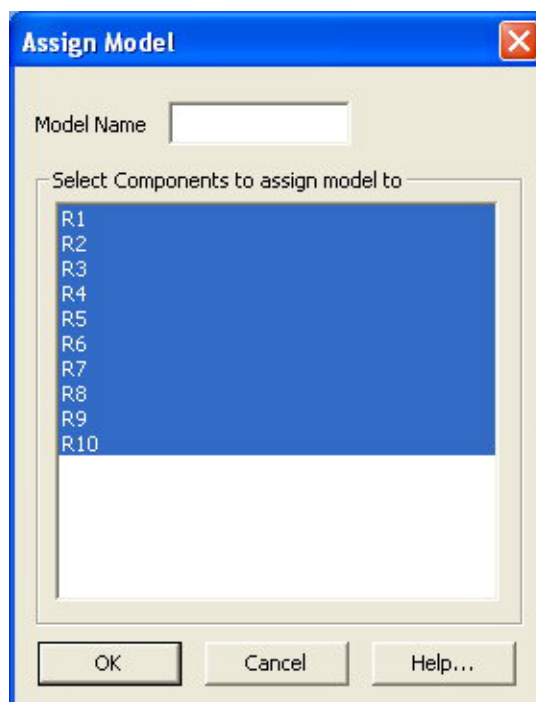 Assign Model
Model Name
Select Components to assign model to
R1
R2
R3
R4
R5
R6
R7
R8
R9
R10
OK Cancel Help...